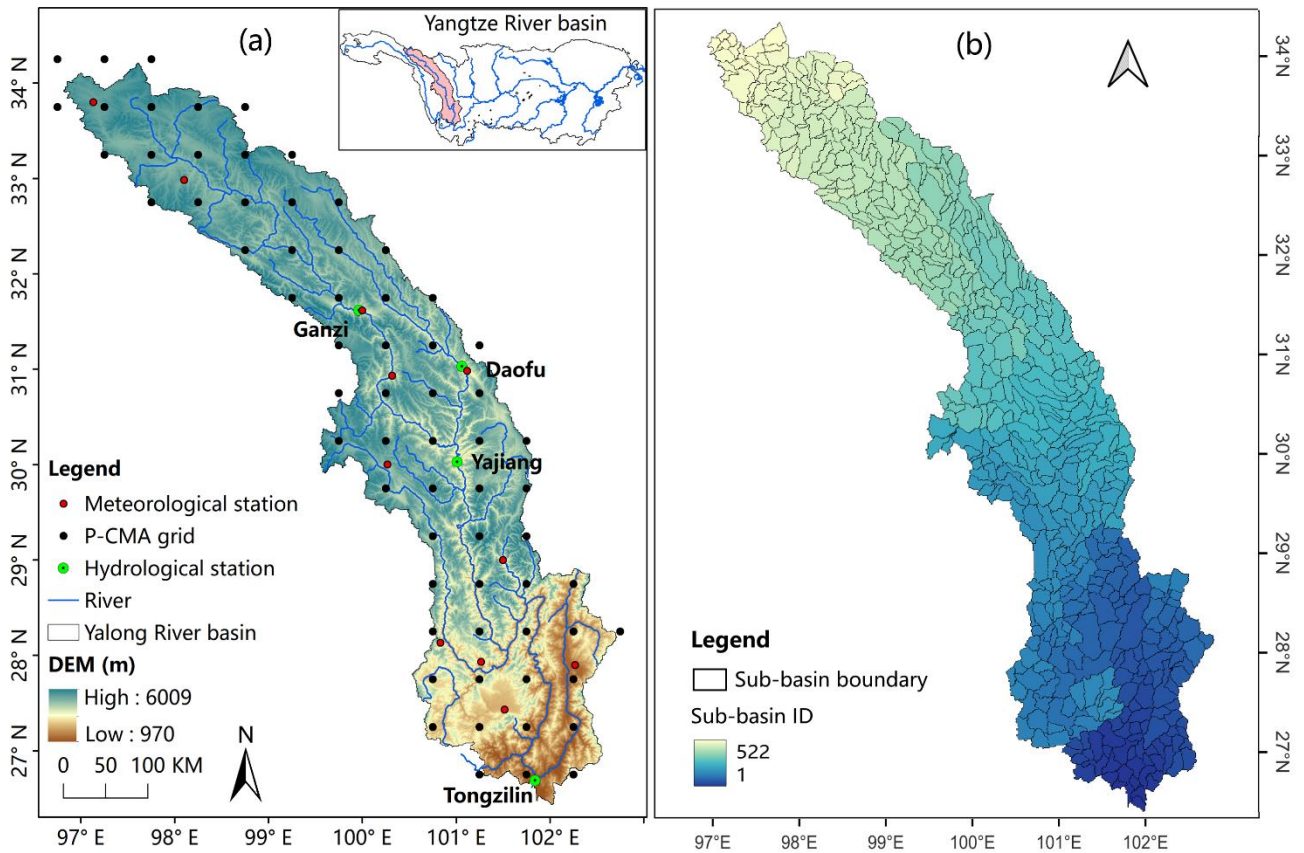 (a)
Yangtze River basin
34° N
33° N
32° N
31° N
30° N
29° N
28° N
27° N
Ganzi
Daofu
Yajiang
Tongzilin
Legend
Meteorological station
P-CMA grid
Hydrological station
River
Yalong River basin
DEM (m)
High : 6009
Low : 970
0 50 100 KM
N
97° E 98° E 99° E 100° E 101° E 102° E
(b)
34°N
33°N
32°N
31°N
30°N
29°N
28°N
27°N
Legend
Sub-basin boundary
Sub-basin ID
522
1
97°E 98°E 99°E 100°E 101°E 102°E